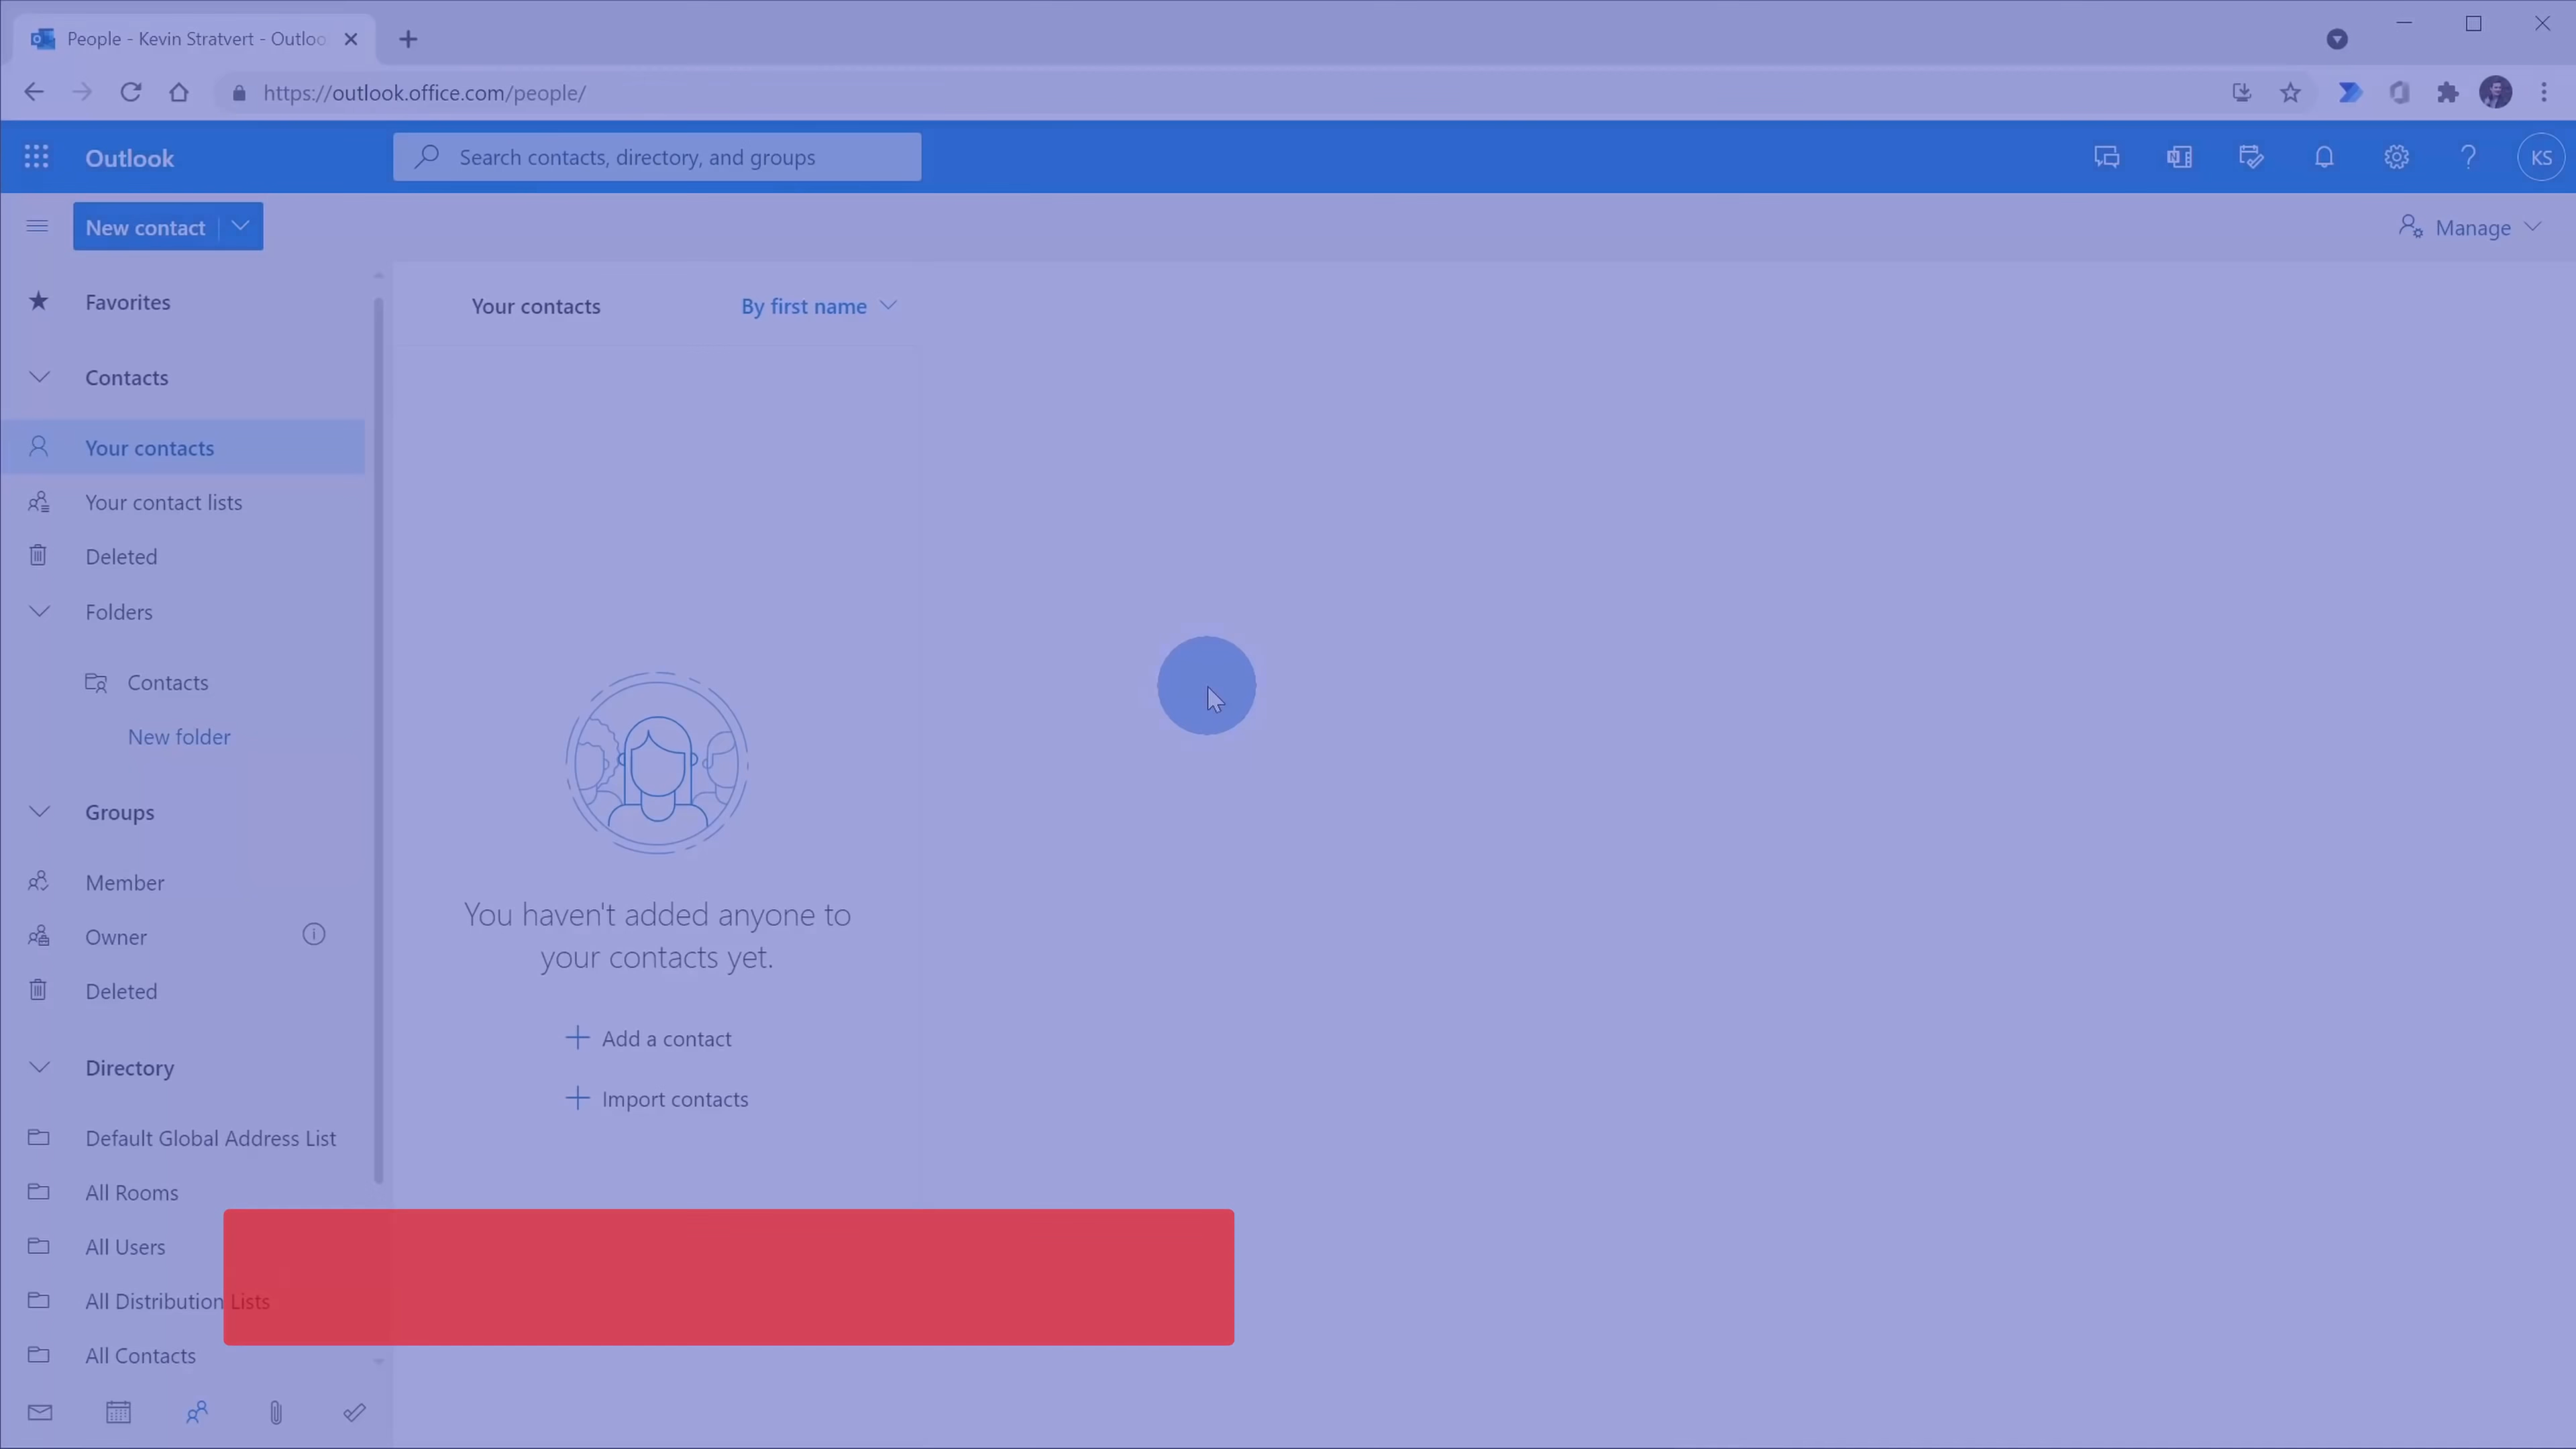 People - Kevin Stratvert - Outloo
https://outlook.office.com/people/
Outlook
Search contacts, directory, and groups
KS
New contact
Manage
Favorites
Your contacts
By first name
Contacts
Your contacts
Your contact lists
Deleted
Folders
Contacts
New folder
Groups
Member
Owner
Deleted
You haven't added anyone to
your contacts yet.
Add a contact
Import contacts
Directory
Default Global Address List
All Rooms
All Users
All Distribution Lists
All Contacts